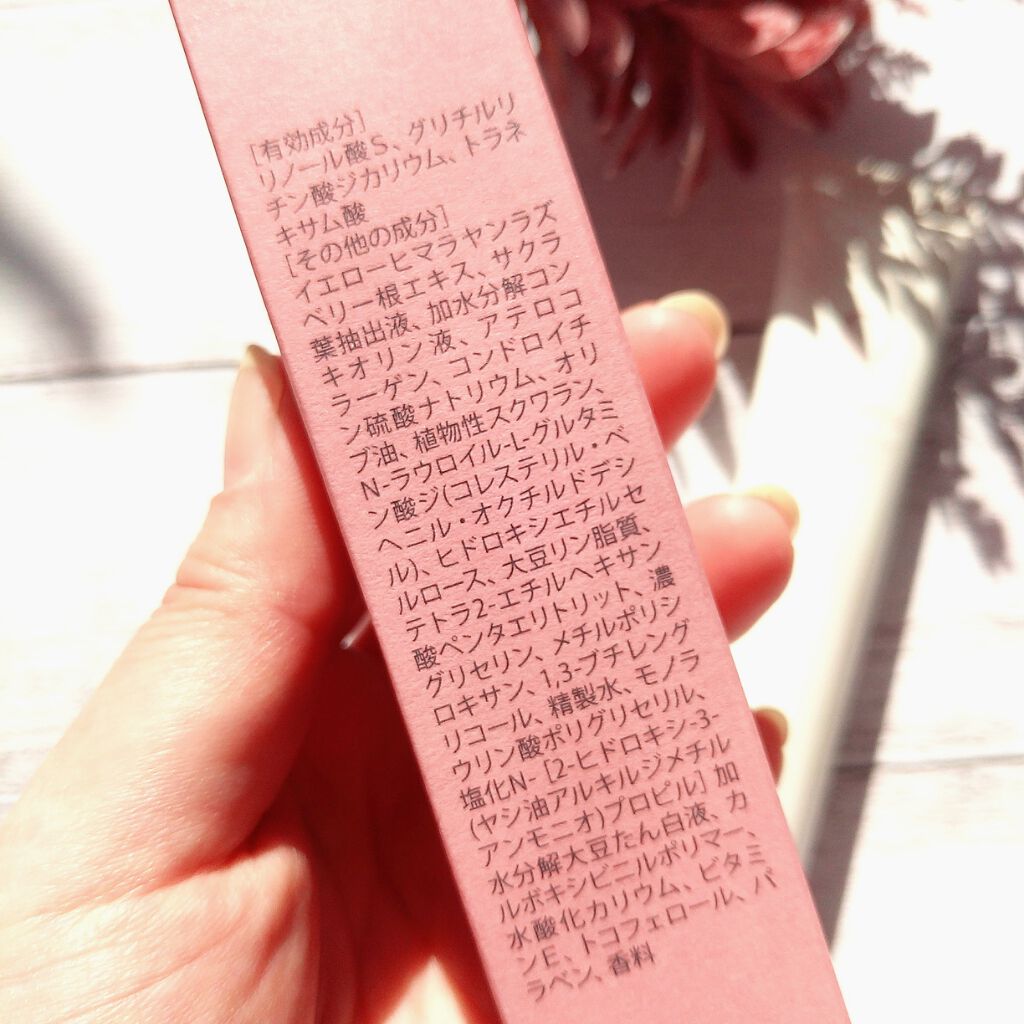 [有効成分]
リノール酸S、グリチルリ
チン酸ジカリウム、トラネ
キサム酸
[その他の成分]
イエローヒマラヤンラズ
ベリー根エキス、サクラ
葉抽出液、加水分解コン
キオリン液、アテロコ
ラーゲン、コンドロイチ
ン硫酸ナトリウム、オリ
ブ油、植物性スクワラン、
N-ラウロイル-L-グルタミ
ン酸ジ(コレステリル・ベ
ヘニル・オクチルドデシ
ル)、ヒドロキシエチルセ
ルロース、大豆リン脂質、
テトラ2-エチルヘキサン
酸ペンタエリトリット、濃
グリセリン、メチルポリシ
ロキサン、1,3-ブチレング
リコール、精製水、モノラ
ウリン酸ポリグリセリル、
塩化N-［2-ヒドロキシ-3-
(ヤシ油アルキルジメチル
アンモニオ)プロピル］加
水分解大豆たん白液、カ
ルボキシビニルポリマー、
水酸化カリウム、ビタミ
ンE、トコフェロール、パ
ラベン、香料